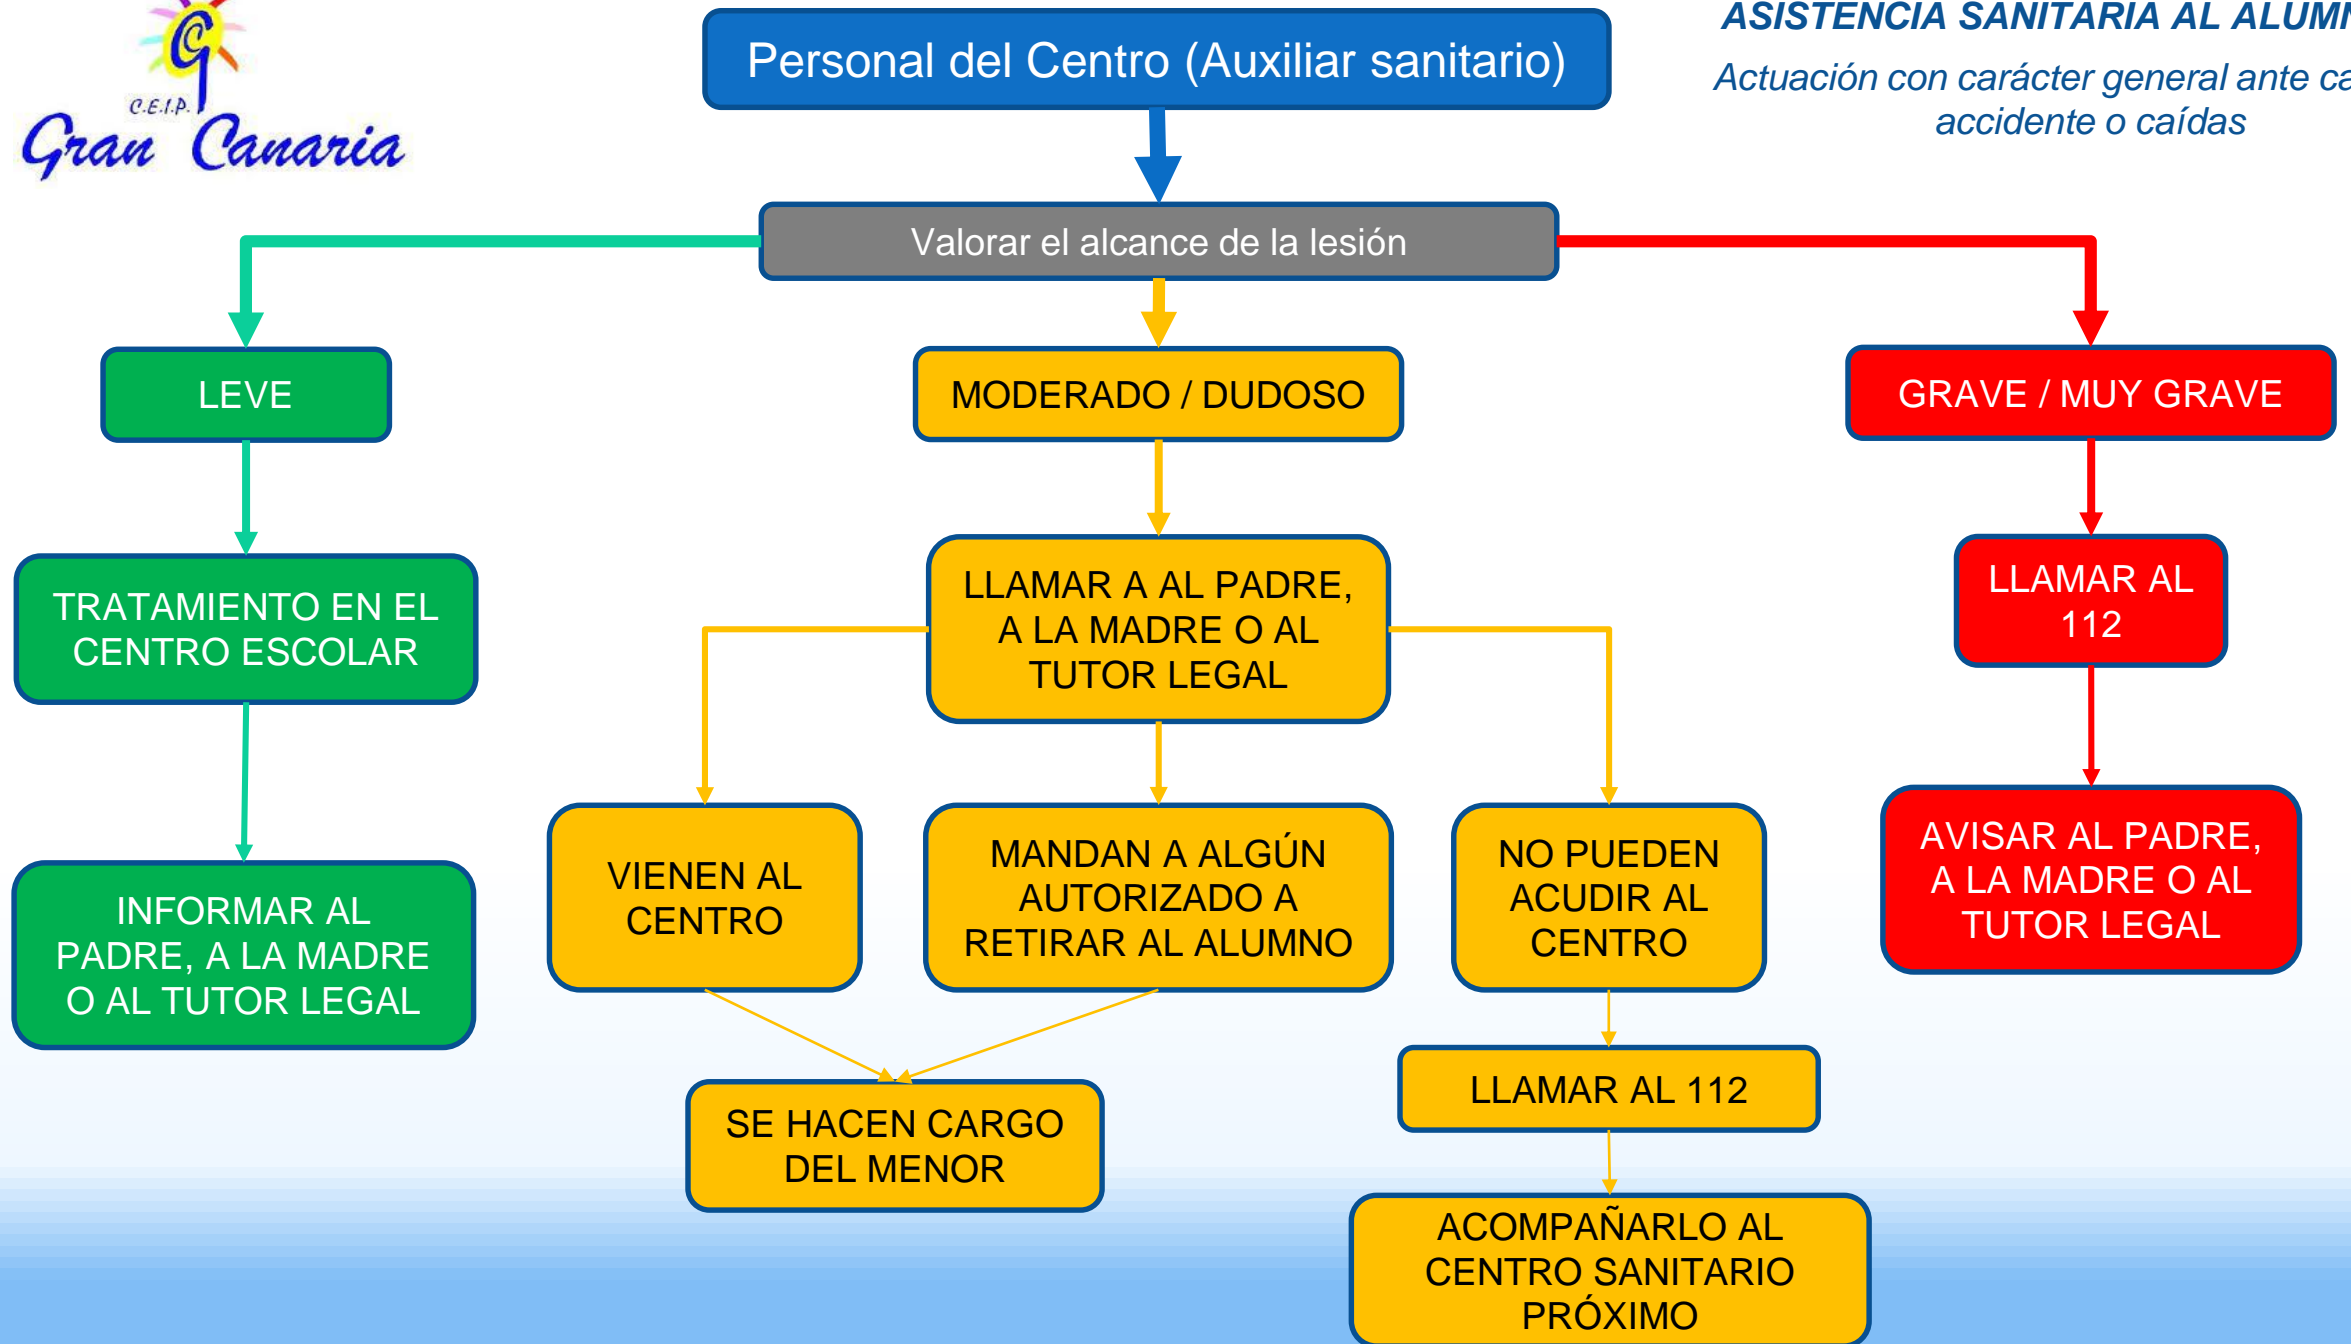 C.E.I.P.
Gran Canaria
Personal del Centro (Auxiliar sanitario)
ASISTENCIA SANITARIA AL
Actuación con carácter general ante
accidente o caídas
Valorar el alcance de la lesión
LEVE
MODERADO / DUDOSO
GRAVE / MUY GRAVE
TRATAMIENTO EN EL
CENTRO ESCOLAR
LLAMAR A AL PADRE,
A LA MADRE O AL
TUTOR LEGAL
LLAMAR AL
112
INFORMAR AL
PADRE, A LA MADRE
O AL TUTOR LEGAL
VIENEN AL
CENTRO
MANDAN A ALGÚN
AUTORIZADO A
RETIRAR AL ALUMNO
NO PUEDEN
ACUDIR AL
CENTRO
AVISAR AL PADRE,
A LA MADRE O AL
TUTOR LEGAL
SE HACEN CARGO
DEL MENOR
LLAMAR AL 112
ACOMPAÑARLO AL
CENTRO SANITARIO
PRÓXIMO